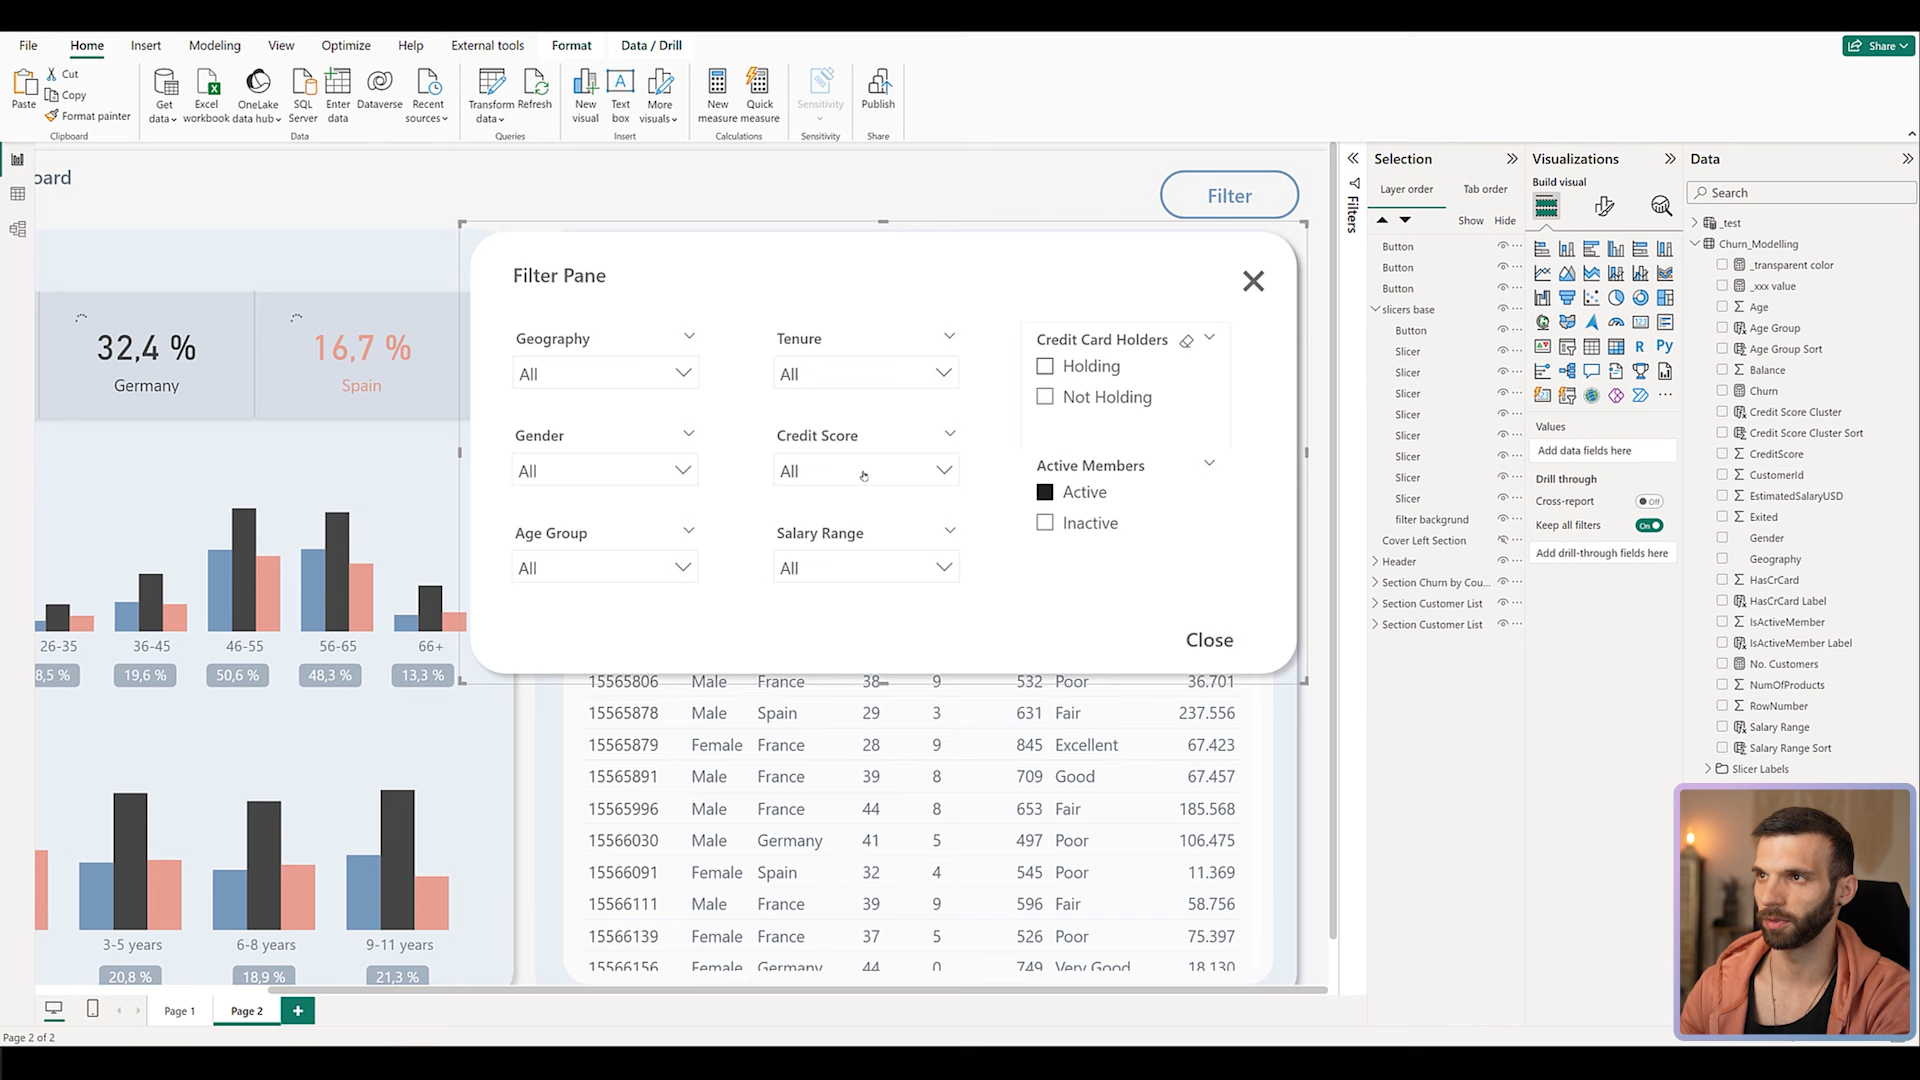 File Home Insert Modeling View Optimize Help External tools Format Data / Drill Share
Paste Cut Copy Format painter Clipboard
Get data Excel workbook OneLake data hub SQL Server Enter data Dataverse Recent sources Data
Transform data Refresh Queries
New visual Text box More visuals Insert
New measure Quick measure Calculations
Sensitivity Sensitivity
Publish Share
oard
Filter
32,4 %
Germany
16,7 %
Spain
26-35 36-45 46-55 56-65 66+
8,5 % 19,6 % 50,6 % 48,3 % 13,3 %
3-5 years 6-8 years 9-11 years
20,8 % 18,9 % 21,3 %
Filter Pane
Geography
All
Gender
All
Age Group
All
Tenure
All
Credit Score
All
Salary Range
All
Credit Card Holders
Holding
Not Holding
Active Members
Active
Inactive
Close
15565806 Male France 38 9 532 Poor 36.701
15565878 Male Spain 29 3 631 Fair 237.556
15565879 Female France 28 9 845 Excellent 67.423
15565891 Male France 39 8 709 Good 67.457
15565996 Male France 44 8 653 Fair 185.568
15566030 Male Germany 41 5 497 Poor 106.475
15566091 Female Spain 32 4 545 Poor 11.369
15566111 Male France 39 9 596 Fair 58.756
15566139 Female France 37 5 526 Poor 75.397
15566156 Female Germany 44 0 749 Very Good 18.130
Filters
Selection
Layer order Tab order
Show Hide
Button
Button
Button
slicers base
Button
Slicer
Slicer
Slicer
Slicer
Slicer
Slicer
Slicer
Slicer
filter backgrund
Cover Left Section
Header
Section Churn by Cou...
Section Customer List
Section Customer List
Visualizations
Build visual
R Py
Values
Add data fields here
Drill through
Cross-report Off
Keep all filters On
Add drill-through fields here
Data
Search
_test
Churn_Modelling
_transparent color
_xxx value
Age
Age Group
Age Group Sort
Balance
Churn
Credit Score Cluster
Credit Score Cluster Sort
CreditScore
CustomerId
EstimatedSalaryUSD
Exited
Gender
Geography
HasCrCard
HasCrCard Label
IsActiveMember
IsActiveMember Label
No. Customers
NumOfProducts
RowNumber
Salary Range
Salary Range Sort
Slicer Labels
Page 1 Page 2
Page 2 of 2